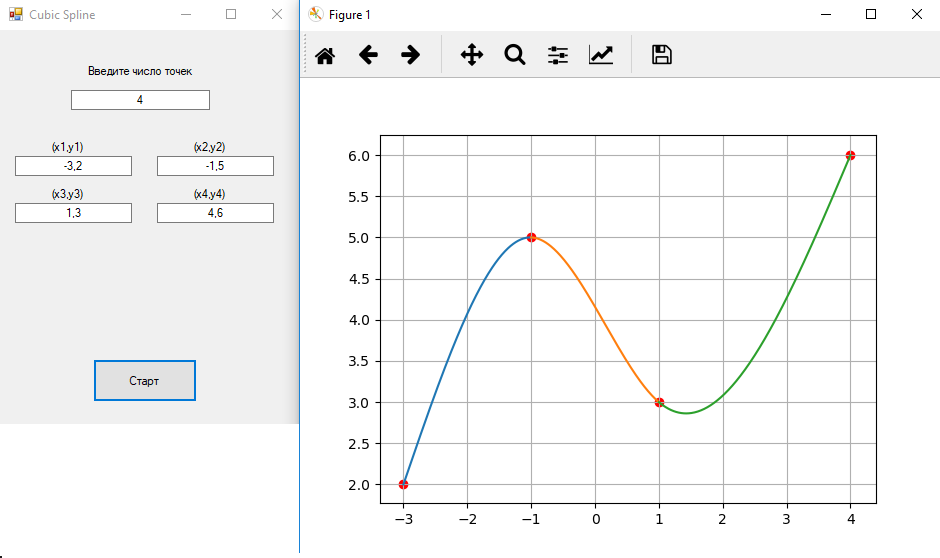 Cubic Spline
Введите число точек
4
(x1,y1) (x2,y2)
-3,2 -1,5
(x3,y3) (x4,y4)
1,3 4,6
Старт
Figure 1
6.0
5.5
5.0
4.5
4.0
3.5
3.0
2.5
2.0
−3 −2 −1 0 1 2 3 4